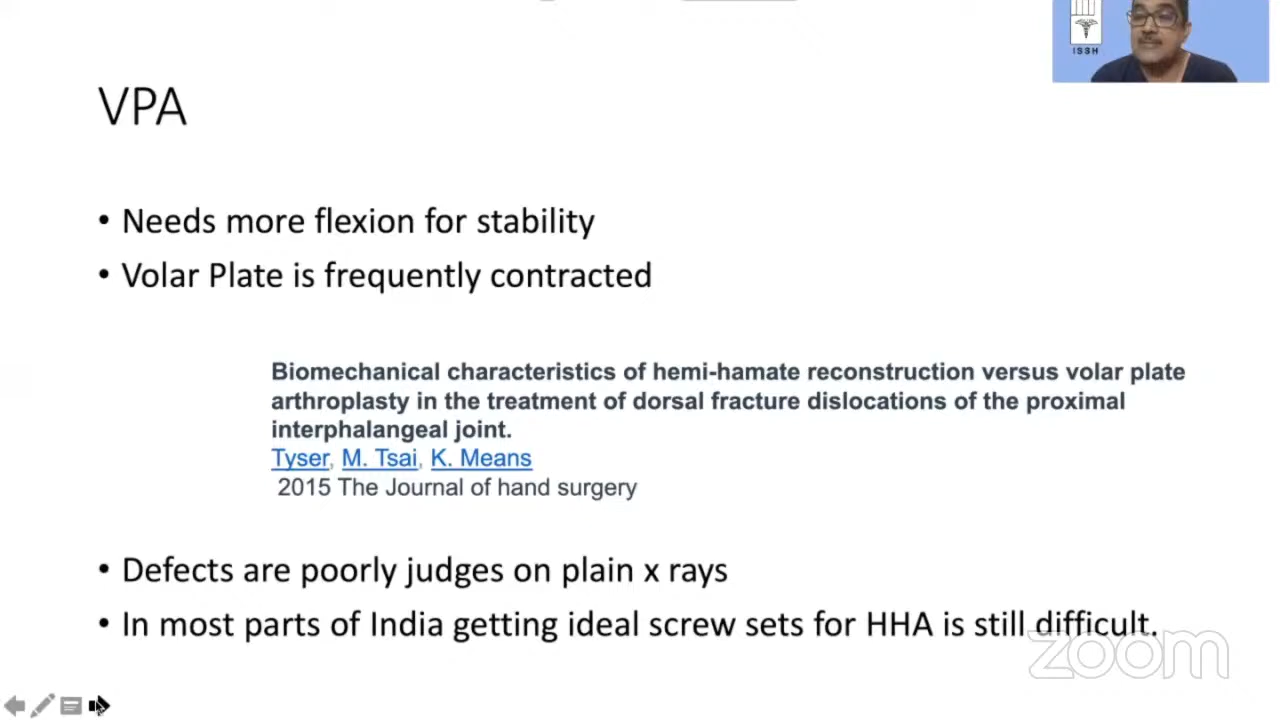 ISSH
VPA
• Needs more flexion for stability
• Volar Plate is frequently contracted
Biomechanical characteristics of hemi-hamate reconstruction versus volar plate
arthroplasty in the treatment of dorsal fracture dislocations of the proximal
interphalangeal joint.
Tyser, M. Tsai, K. Means
2015 The Journal of hand surgery
• Defects are poorly judges on plain x rays
• In most parts of India getting ideal screw sets for HHA is still difficult.
zoom